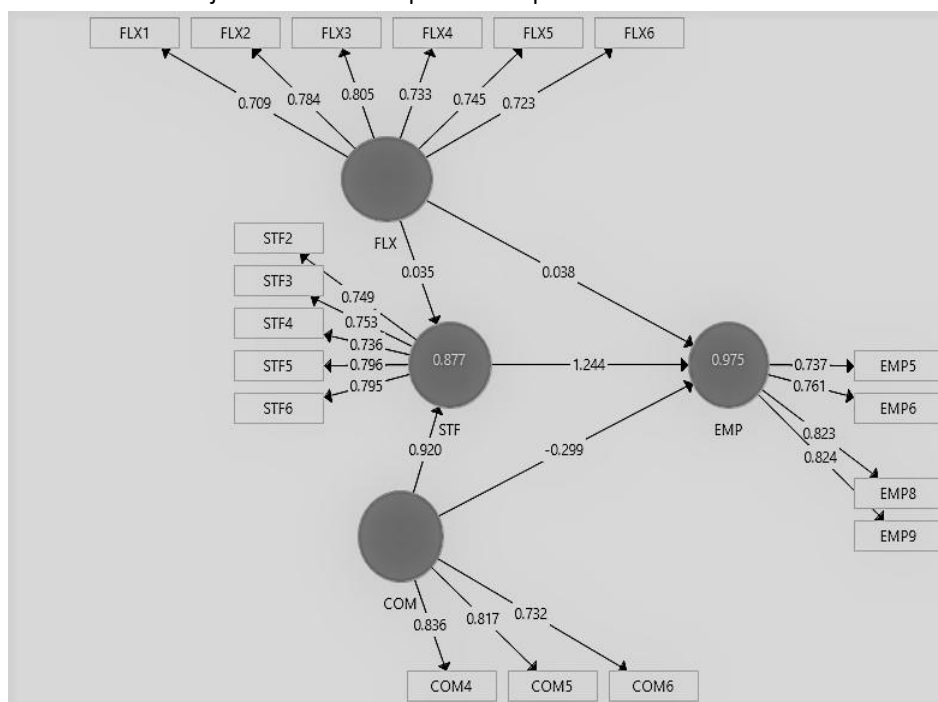 FLX1 FLX2 FLX3 FLX4 FLX5 FLX6
0.709 0.784 0.805 0.733 0.745 0.723
FLX
STF2
STF3
STF4
STF5
STF6
0.035 0.038
0.749
0.753
0.736
0.796
0.795
0.877
STF
1.244
0.975
EMP
0.737
0.761
0.823
0.824
EMP5
EMP6
EMP8
EMP9
0.920 -0.299
COM
0.836 0.817 0.732
COM4 COM5 COM6